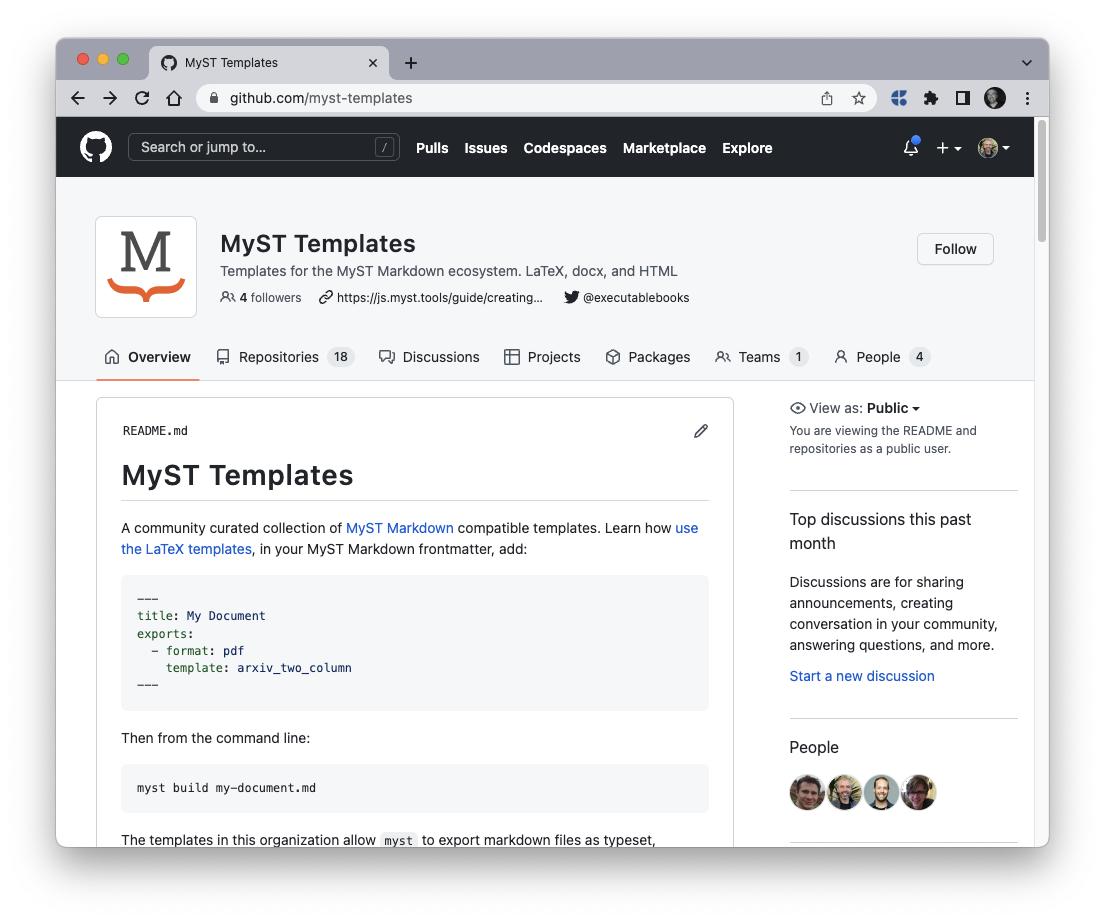 MyST Templates
github.com/myst-templates
Search or jump to... /
Pulls Issues Codespaces Marketplace Explore
M
MyST Templates
Follow
Templates for the MyST Markdown ecosystem. LaTeX, docx, and HTML
4 followers https://js.myst.tools/guide/creating... @executablebooks
Overview Repositories 18 Discussions Projects Packages Teams 1 People 4
README.md
MyST Templates
A community curated collection of MyST Markdown compatible templates. Learn how use
the LaTeX templates, in your MyST Markdown frontmatter, add:
---
title: My Document
exports:
  - format: pdf
    template: arxiv_two_column
---
Then from the command line:
myst build my-document.md
The templates in this organization allow myst to export markdown files as typeset,
View as: Public
You are viewing the README and
repositories as a public user.
Top discussions this past
month
Discussions are for sharing
announcements, creating
conversation in your community,
answering questions, and more.
Start a new discussion
People